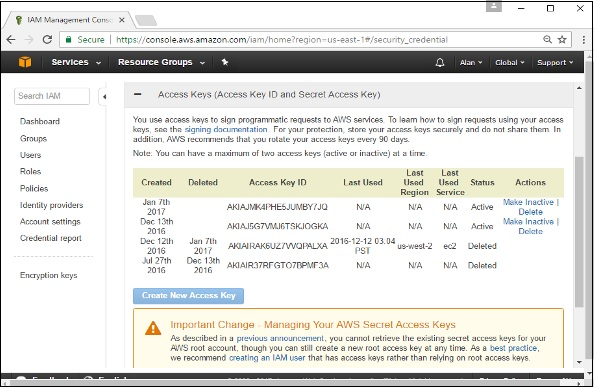 IAM Management Conso
Secure https://console.aws.amazon.com/iam/home?region=us-east-1#/security_credential
Services Resource Groups Alan Global Support
Search IAM
Dashboard
Groups
Users
Roles
Policies
Identity providers
Account settings
Credential report
Encryption keys
Access Keys (Access Key ID and Secret Access Key)
You use access keys to sign programmatic requests to AWS services. To learn how to sign requests using your access
keys, see the signing documentation. For your protection, store your access keys securely and do not share them. In
addition, AWS recommends that you rotate your access keys every 90 days.
Note: You can have a maximum of two access keys (active or inactive) at a time.
Created Deleted Access Key ID Last Used Last Used Region Last Used Service Status Actions
Jan 7th 2017 AKIAJMK4PHE5JUMBY7JQ N/A N/A N/A Active Make Inactive | Delete
Dec 13th 2016 AKIAJ5G7VMJ6TSKJOGKA N/A N/A N/A Active Make Inactive | Delete
Dec 12th 2016 Jan 7th 2017 AKIAIRAK6UZ7VVQPALXA 2016-12-12 03:04 PST us-west-2 ec2 Deleted
Jul 27th 2016 Dec 13th 2016 AKIAIR37REGTO7BPME3A N/A N/A N/A Deleted
Create New Access Key
Important Change - Managing Your AWS Secret Access Keys
As described in a previous announcement, you cannot retrieve the existing secret access keys for your
AWS root account, though you can still create a new root access key at any time. As a best practice,
we recommend creating an IAM user that has access keys rather than relying on root access keys.